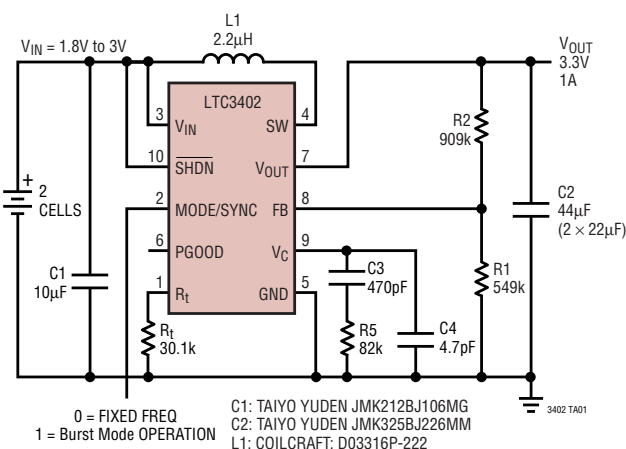 L1
2.2µH
V_IN = 1.8V to 3V
V_OUT
3.3V
1A
LTC3402
3
V_IN
SW
4
R2
909k
10
SHDN
V_OUT
7
+
2
CELLS
2
MODE/SYNC
FB
8
C2
44µF
(2 × 22µF)
6
PGOOD
V_C
9
C1
10µF
C3
470pF
R1
549k
1
R_t
GND
5
R_t
30.1k
R5
82k
C4
4.7pF
3402 TA01
0 = FIXED FREQ
1 = Burst Mode OPERATION
C1: TAIYO YUDEN JMK212BJ106MG
C2: TAIYO YUDEN JMK325BJ226MM
L1: COILCRAFT: D03316P-222